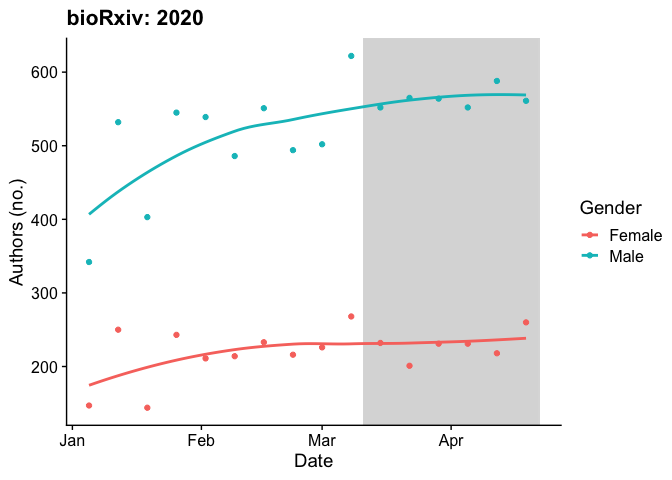 bioRxiv: 2020
Authors (no.)
600
500
400
300
200
Jan Feb Mar Apr
Date
Gender
Female
Male